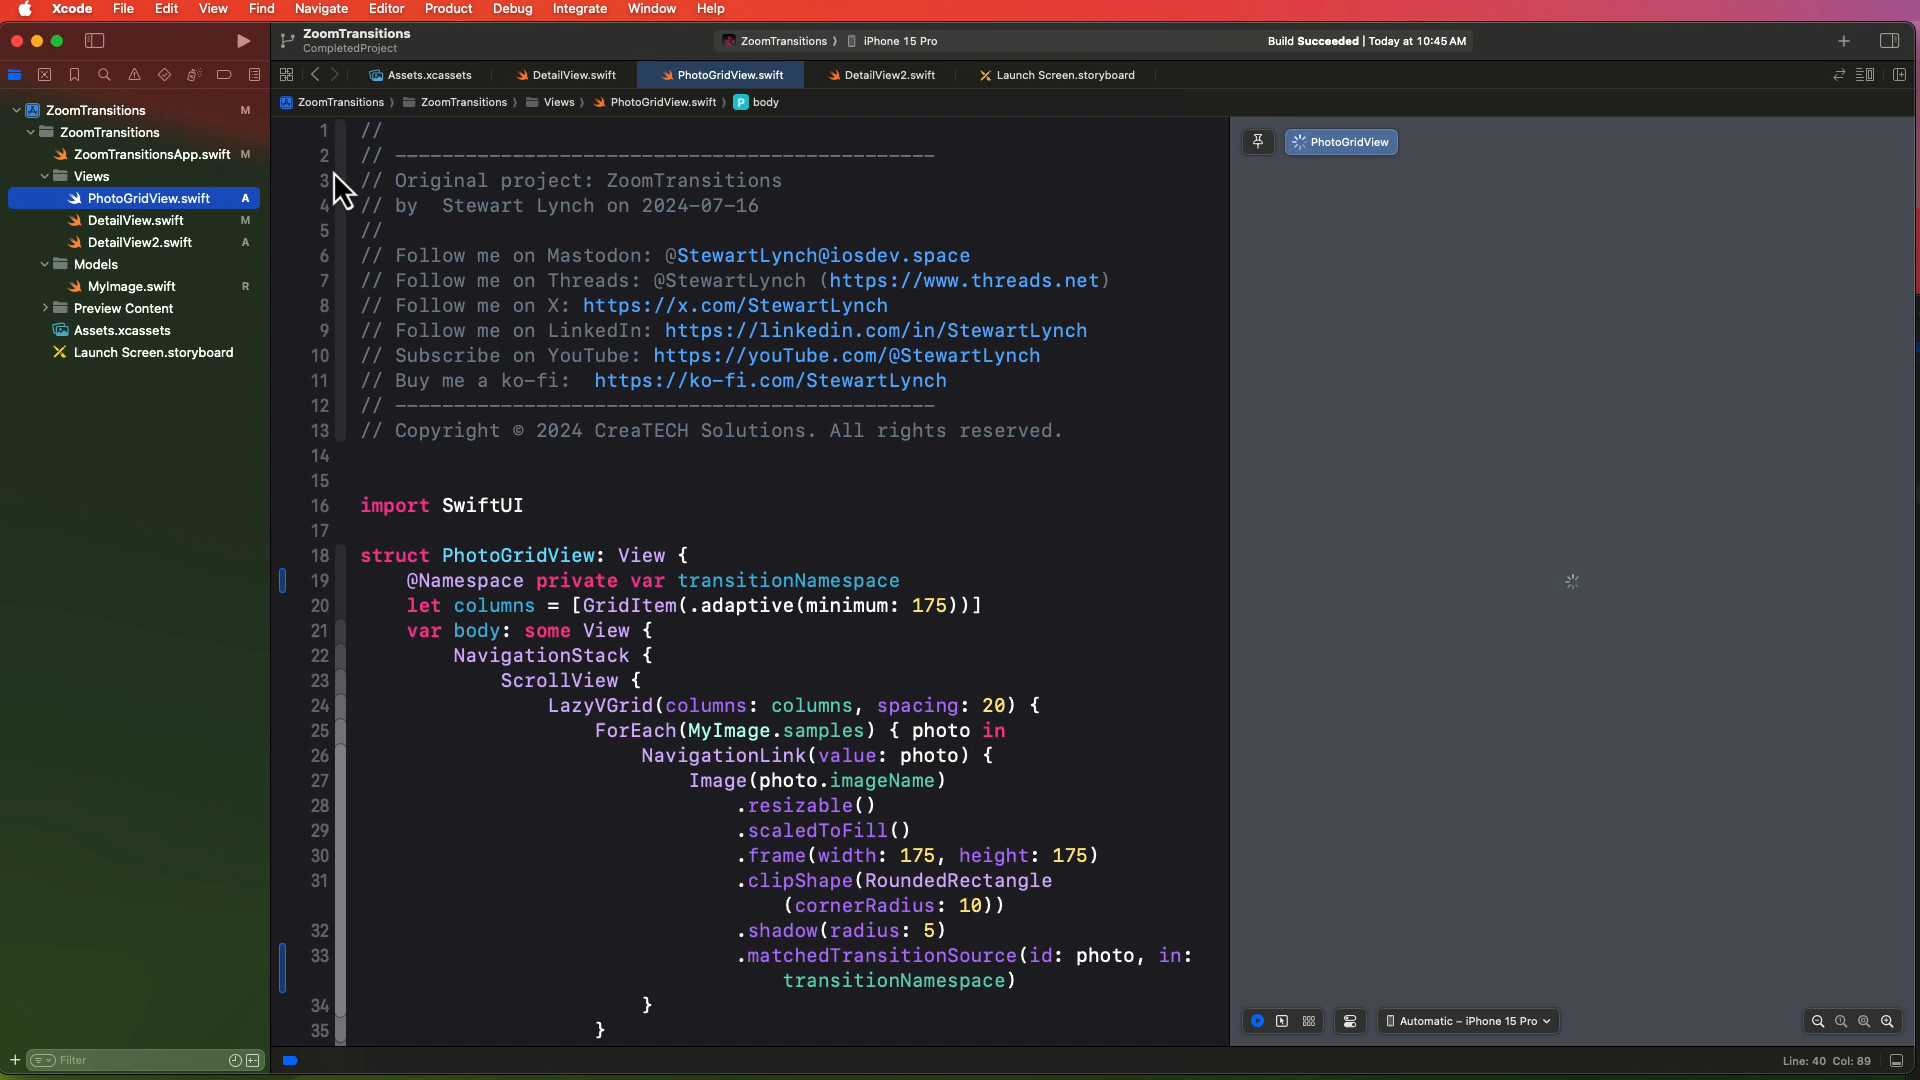 Xcode File Edit View Find Navigate Editor Product Debug Integrate Window Help
ZoomTransitions
CompletedProject
ZoomTransitions iPhone 15 Pro
Build Succeeded | Today at 10:45 AM
Assets.xcassets DetailView.swift PhotoGridView.swift DetailView2.swift Launch Screen.storyboard
ZoomTransitions ZoomTransitions Views PhotoGridView.swift P body
ZoomTransitions M
ZoomTransitions
ZoomTransitionsApp.swift M
Views
PhotoGridView.swift A
DetailView.swift M
DetailView2.swift A
Models
MyImage.swift R
Preview Content
Assets.xcassets
Launch Screen.storyboard
Filter
1 //
2 // ----------------------------------------------
3 // Original project: ZoomTransitions
4 // by  Stewart Lynch on 2024-07-16
5 //
6 // Follow me on Mastodon: @StewartLynch@iosdev.space
7 // Follow me on Threads: @StewartLynch (https://www.threads.net)
8 // Follow me on X: https://x.com/StewartLynch
9 // Follow me on LinkedIn: https://linkedin.com/in/StewartLynch
10 // Subscribe on YouTube: https://youTube.com/@StewartLynch
11 // Buy me a ko-fi:  https://ko-fi.com/StewartLynch
12 // ----------------------------------------------
13 // Copyright © 2024 CreaTECH Solutions. All rights reserved.
14
15
16 import SwiftUI
17
18 struct PhotoGridView: View {
19 @Namespace private var transitionNamespace
20 let columns = [GridItem(.adaptive(minimum: 175))]
21 var body: some View {
22 NavigationStack {
23 ScrollView {
24 LazyVGrid(columns: columns, spacing: 20) {
25 ForEach(MyImage.samples) { photo in
26 NavigationLink(value: photo) {
27 Image(photo.imageName)
28 .resizable()
29 .scaledToFill()
30 .frame(width: 175, height: 175)
31 .clipShape(RoundedRectangle
(cornerRadius: 10))
32 .shadow(radius: 5)
33 .matchedTransitionSource(id: photo, in:
transitionNamespace)
34 }
35 }
PhotoGridView
Automatic – iPhone 15 Pro
Line: 40 Col: 89